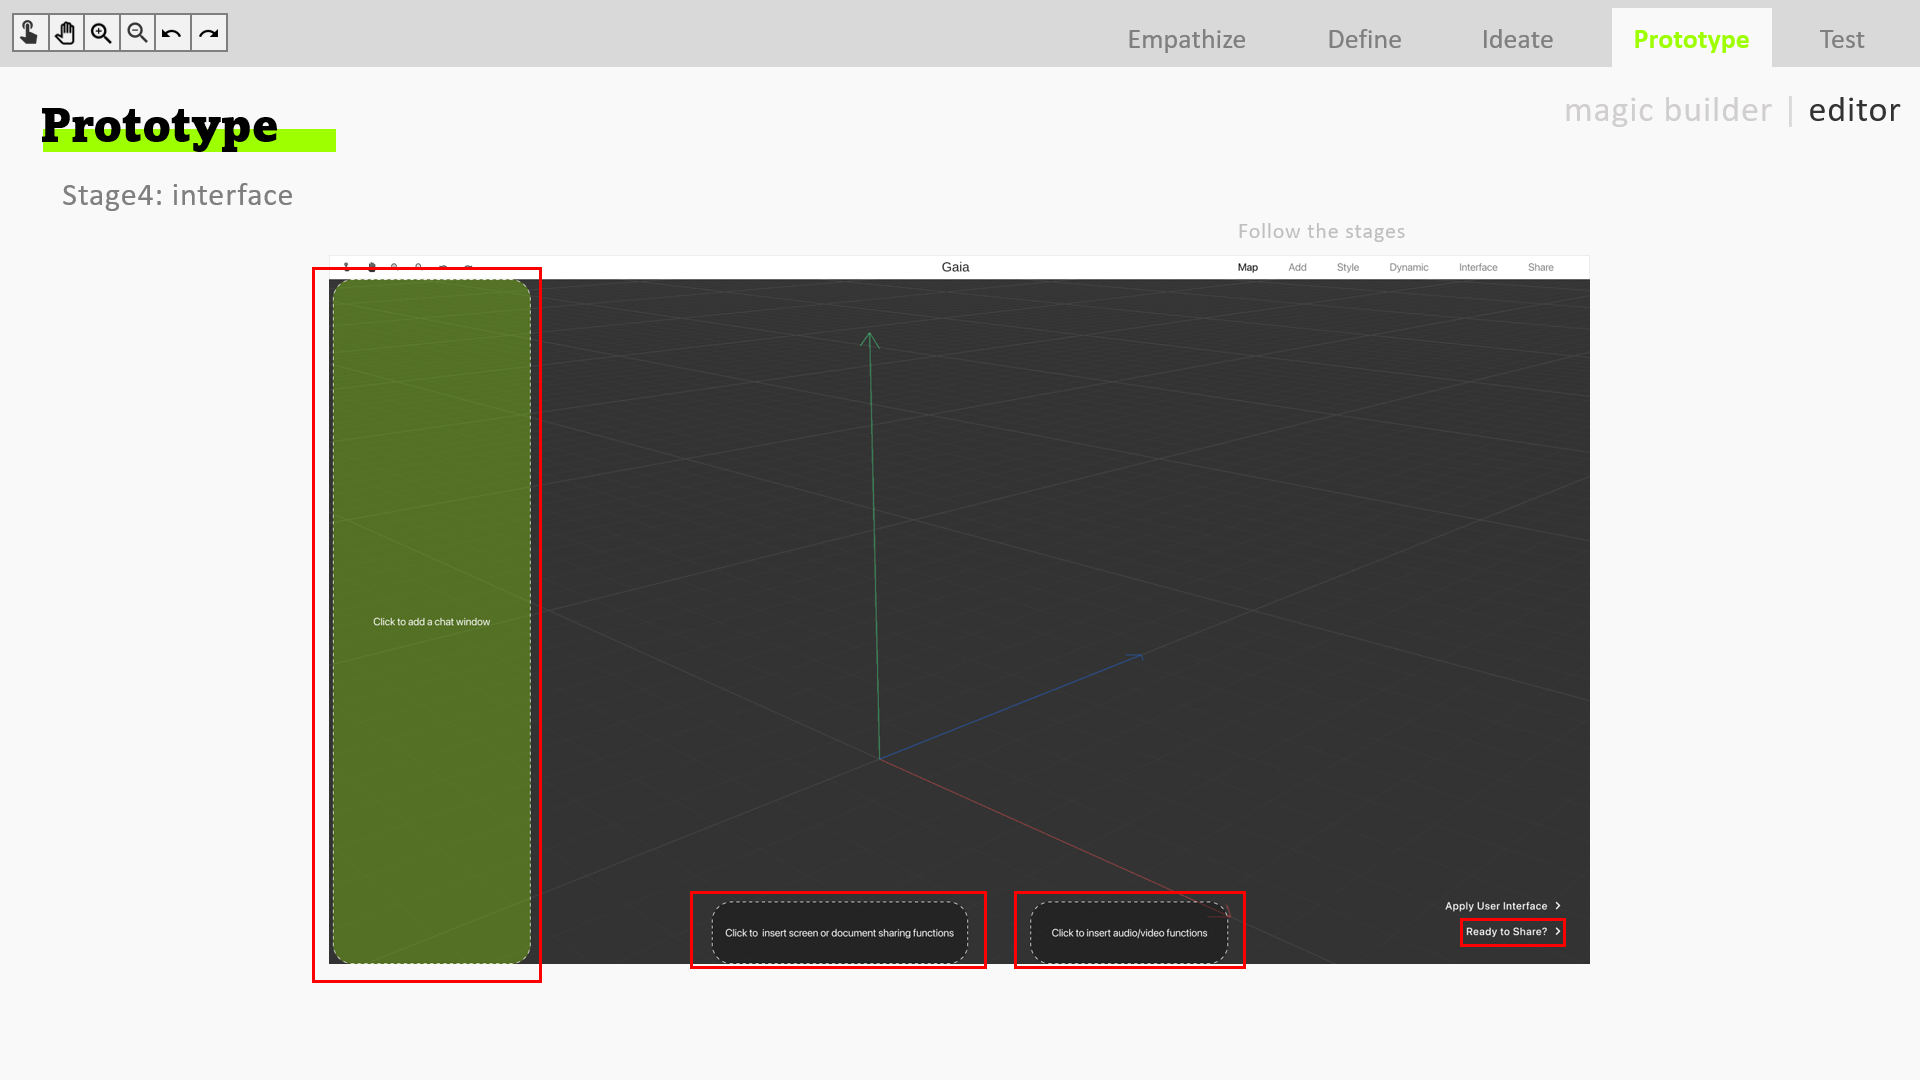 Empathize Define Ideate Prototype Test
Prototype
magic builder | editor
Stage4: interface
Follow the stages
Gaia
Map Add Style Dynamic Interface Share
Click to add a chat window
Click to insert screen or document sharing functions
Click to insert audio/video functions
Apply User Interface >
Ready to Share? >